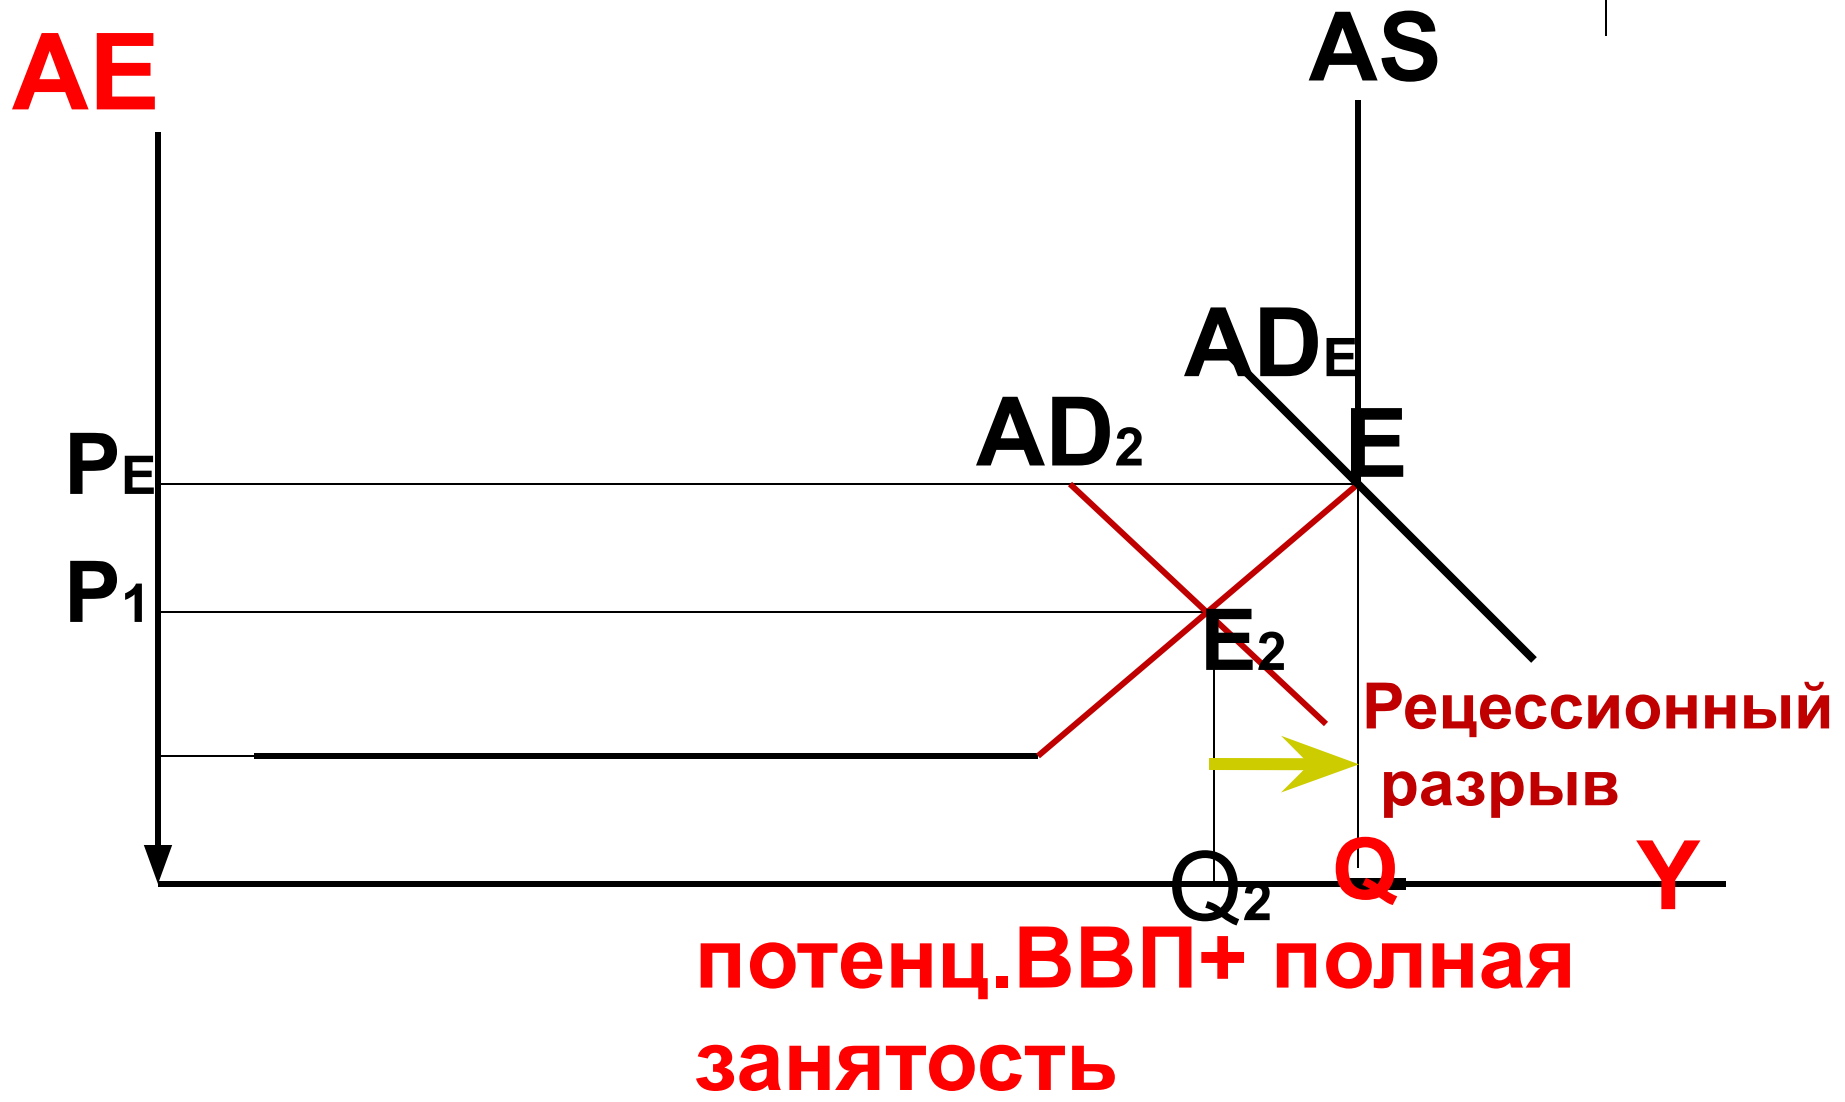 AE
AS
ADE
AD2
E
PE
P1
E2
Рецессионный
разрыв
Q2
Q
Y
потенц.ВВП+ полная
занятость